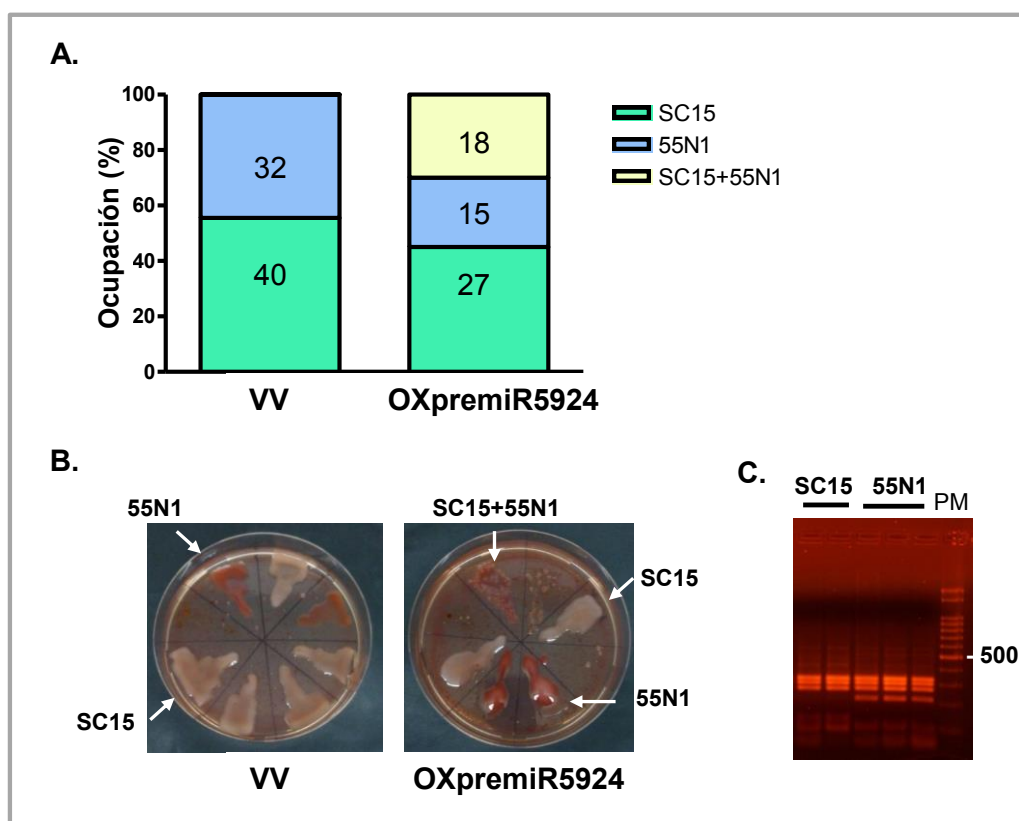 A.
Ocupación (%)
100
80
60
40
20
0
32
40
18
15
27
VV
OXpremiR5924
SC15
55N1
SC15+55N1
B.
55N1
SC15
VV
SC15+55N1
SC15
55N1
OXpremiR5924
C.
SC15 55N1 PM
500